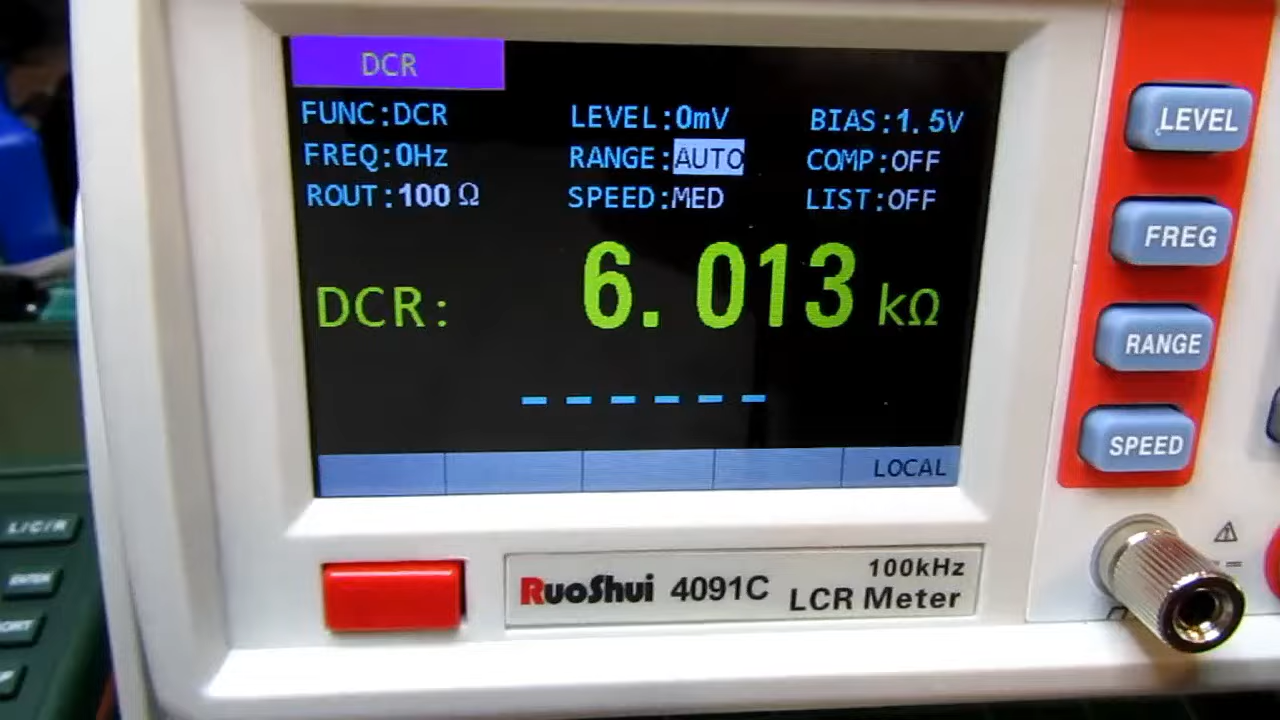 DCR
FUNC:DCR LEVEL:0mV BIAS:1.5V
FREQ:0Hz RANGE:AUTO COMP:OFF
ROUT:100 Ω SPEED:MED LIST:OFF
DCR: 6.013 kΩ
------
LOCAL
LEVEL
FREG
RANGE
SPEED
RuoShui 4091C 100kHz
LCR Meter
L/C/R
ENTER